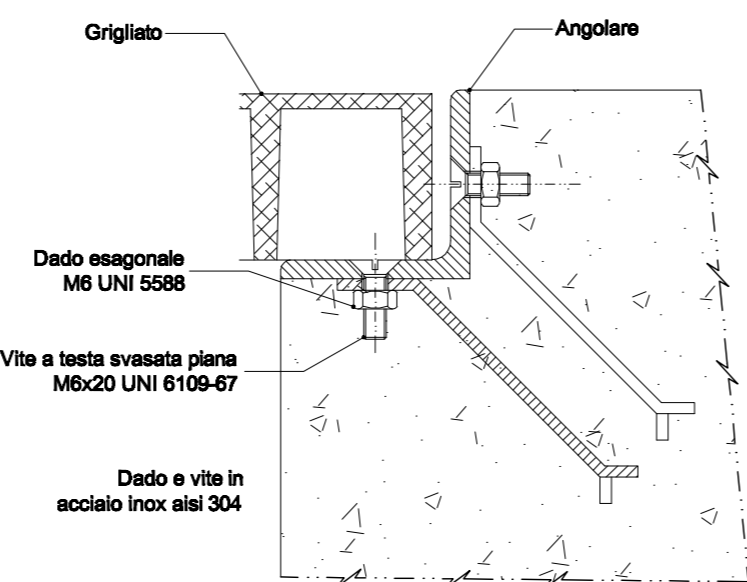 Grigliato
Angolare
Dado esagonale
M6 UNI 5588
Vite a testa svasata piana
M6x20 UNI 6109-67
Dado e vite in
acciaio inox aisi 304